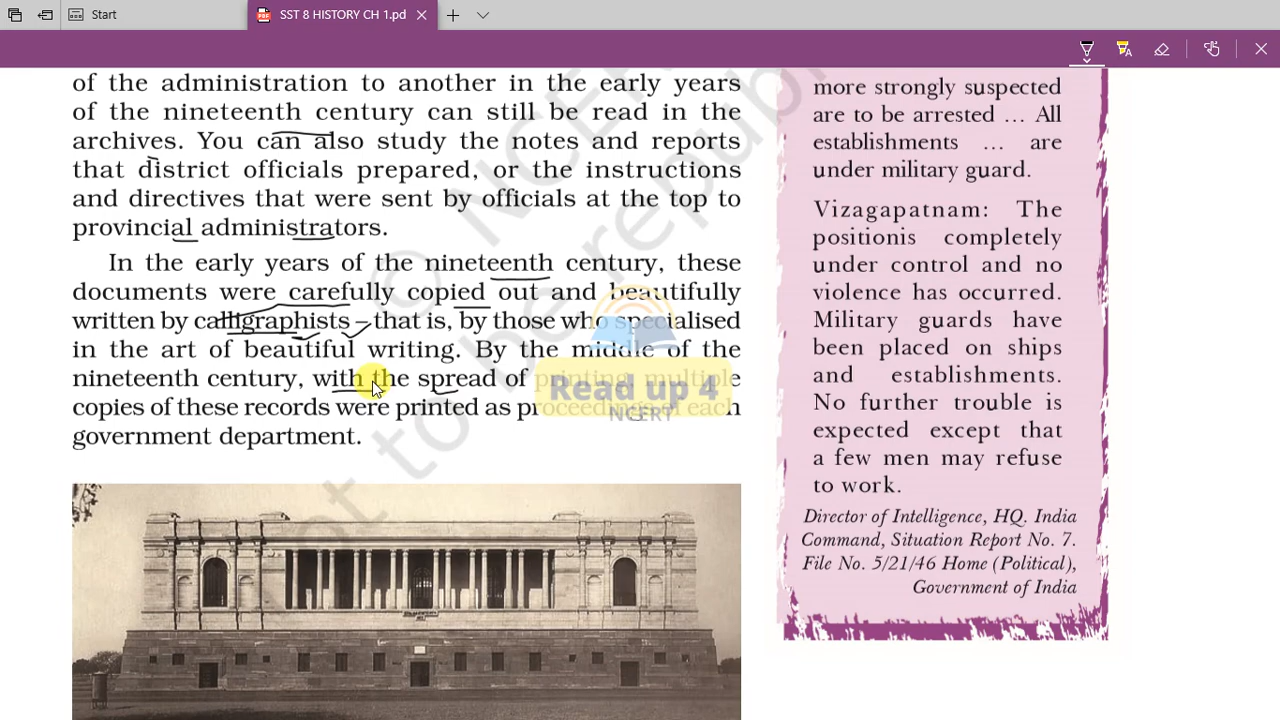 Start
SST 8 HISTORY CH 1.pd
of the administration to another in the early years
of the nineteenth century can still be read in the
archives. You can also study the notes and reports
that district officials prepared, or the instructions
and directives that were sent by officials at the top to
provincial administrators.
In the early years of the nineteenth century, these
documents were carefully copied out and beautifully
written by calligraphists – that is, by those who specialised
in the art of beautiful writing. By the middle of the
nineteenth century, with the spread of printing, multiple
copies of these records were printed as proceedings of each
government department.
Read up 4
NCERT
more strongly suspected
are to be arrested ... All
establishments ... are
under military guard.
Vizagapatnam: The
positionis completely
under control and no
violence has occurred.
Military guards have
been placed on ships
and establishments.
No further trouble is
expected except that
a few men may refuse
to work.
Director of Intelligence, HQ. India
Command, Situation Report No. 7.
File No. 5/21/46 Home (Political),
Government of India